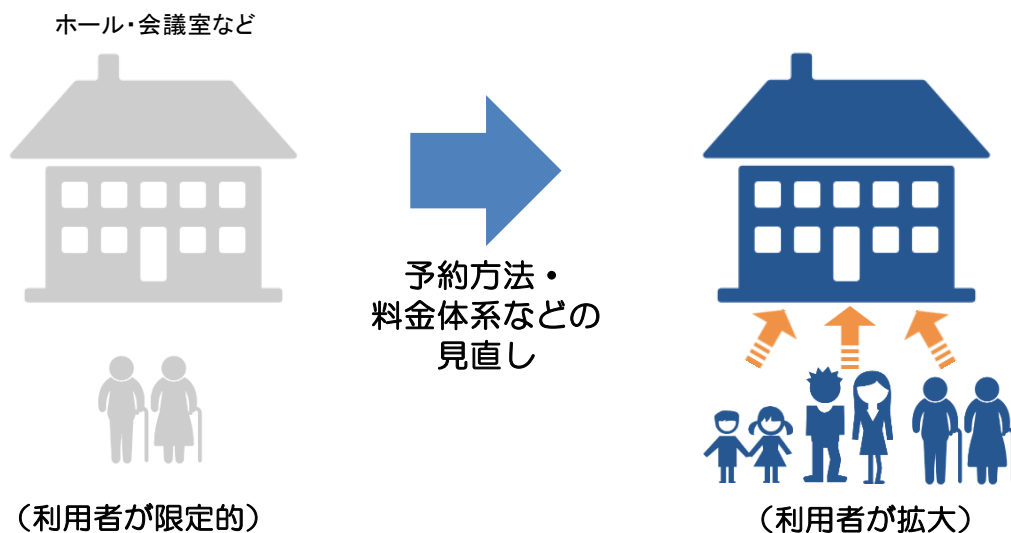 ホール・会議室など
予約方法・
料金体系などの
見直し
（利用者が限定的）
（利用者が拡大）